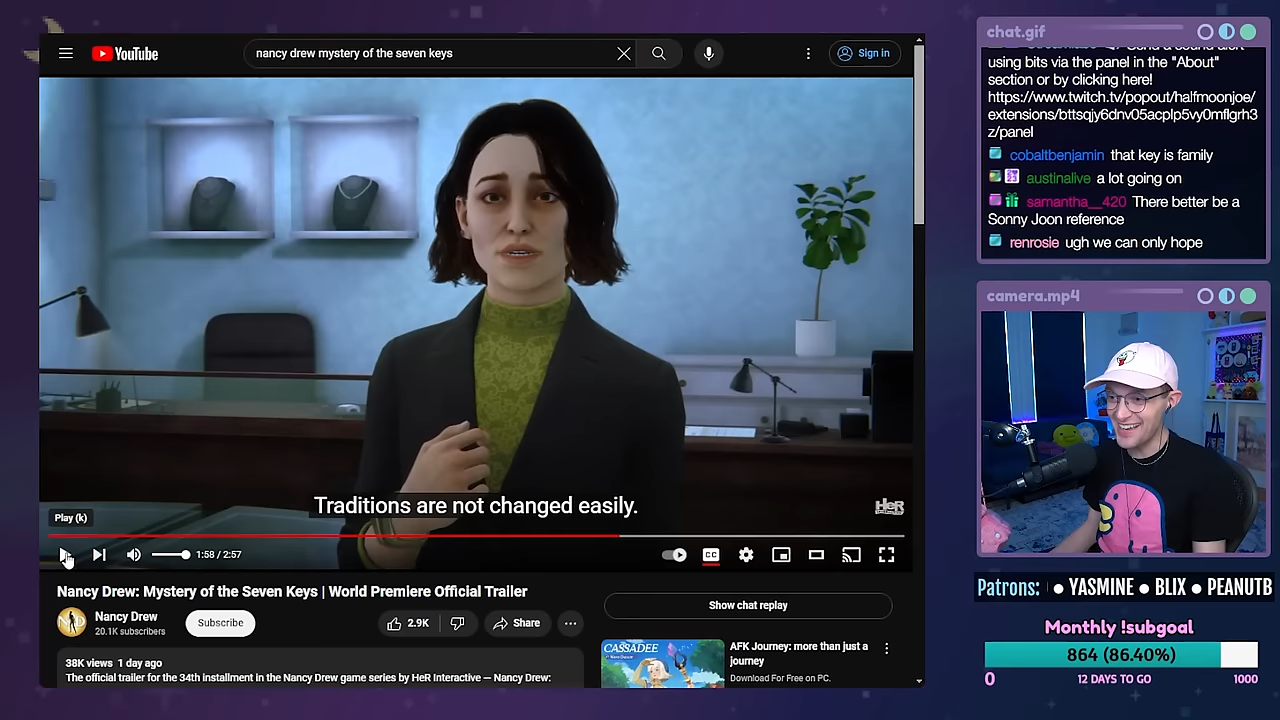 YouTube
nancy drew mystery of the seven keys
Sign in
Traditions are not changed easily.
HeR
Play (k)
1:58 / 2:57
CC
Nancy Drew: Mystery of the Seven Keys | World Premiere Official Trailer
Nancy Drew
20.1K subscribers
Subscribe
2.9K
Share
38K views 1 day ago
The official trailer for the 34th installment in the Nancy Drew game series by HeR Interactive — Nancy Drew:
Show chat replay
CASSADEE
AFK Journey: more than just a
journey
Download For Free on PC.
chat.gif
using bits via the panel in the "About"
section or by clicking here!
https://www.twitch.tv/popout/halfmoonjoe/
extensions/bttsqjy6dnv05acplp5vy0mflgrh3
z/panel
cobaltbenjamin that key is family
austinalive a lot going on
samantha__420 There better be a
Sonny Joon reference
renrosie ugh we can only hope
camera.mp4
Patrons: • YASMINE • BLIX • PEANUTB
Monthly !subgoal
864 (86.40%)
0 12 DAYS TO GO 1000